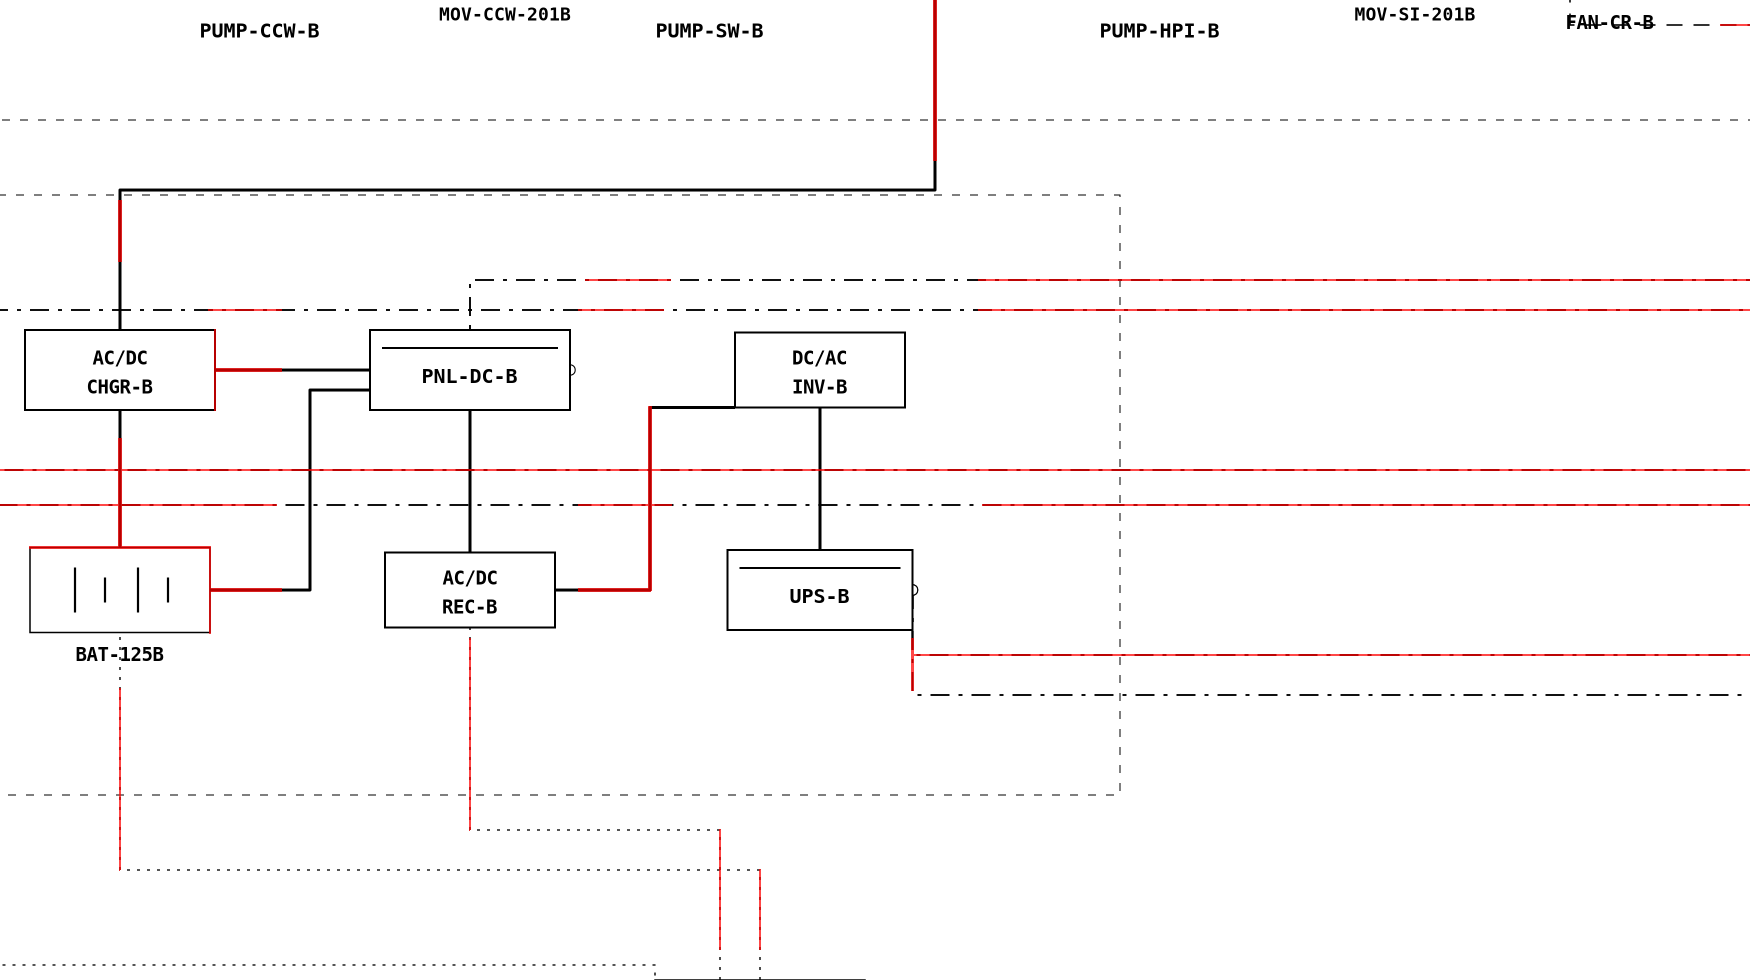 MOV-CCW-201B
MOV-SI-201B
PUMP-CCW-B
PUMP-SW-B
PUMP-HPI-B
FAN-CR-B
AC/DC
CHGR-B
PNL-DC-B
DC/AC
INV-B
AC/DC
REC-B
UPS-B
BAT-125B